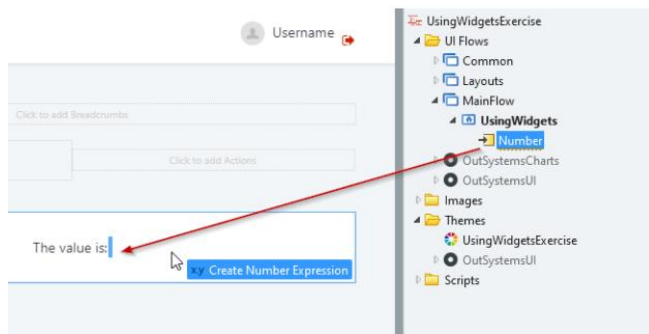 Username
Click to add Breadcrumbs
Click to add Actions
The value is:
x.y Create Number Expression
UsingWidgetsExercise
UI Flows
Common
Layouts
MainFlow
UsingWidgets
Number
OutSystemsCharts
OutSystemsUI
Images
Themes
UsingWidgetsExercise
OutSystemsUI
Scripts